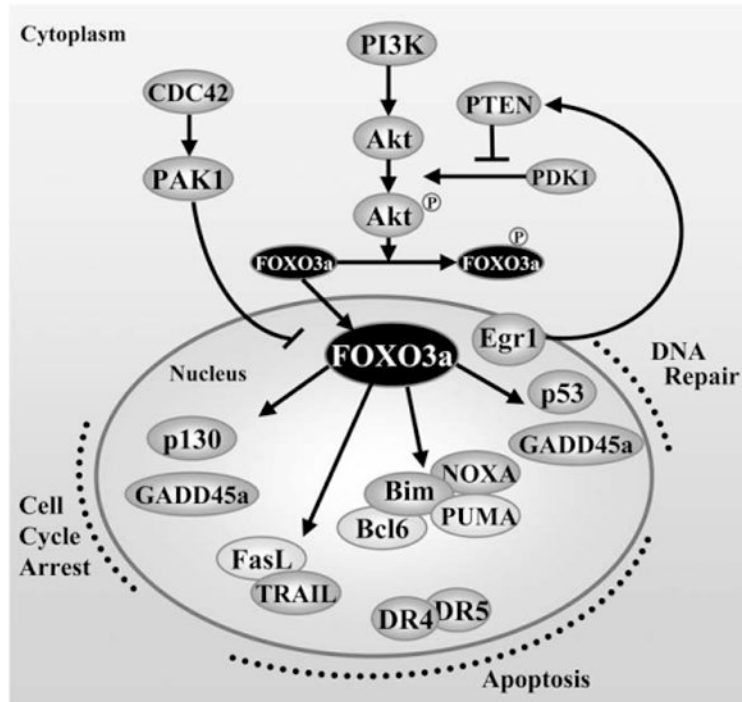 Cytoplasm
PI3K
CDC42
PTEN
Akt
PAK1
PDK1
Akt
P
P
FOXO3a
FOXO3a
Egr1
FOXO3a
DNA
Repair
Nucleus
p53
p130
GADD45a
NOXA
GADD45a
Bim
Cell
Cycle
Arrest
Bcl6
PUMA
FasL
TRAIL
DR4
DR5
Apoptosis